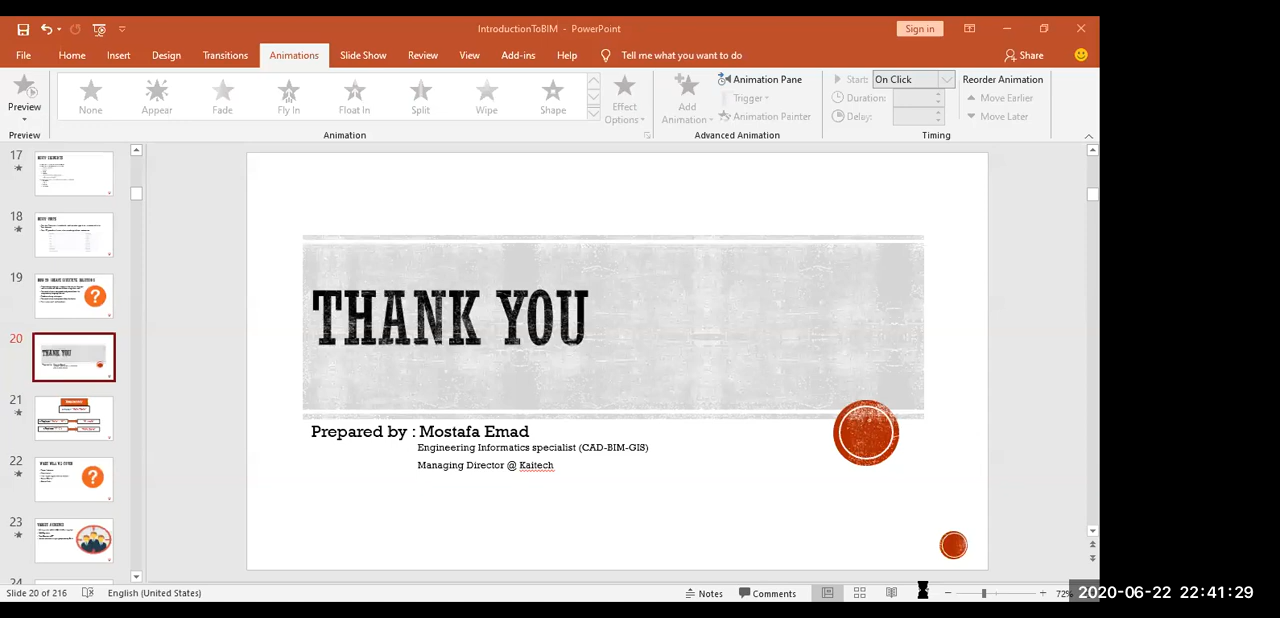 IntroductionToBIM - PowerPoint
Sign in
File Home Insert Design Transitions Animations Slide Show Review View Add-ins Help Tell me what you want to do Share
Preview None Appear Fade Fly In Float In Split Wipe Shape Effect Options Add Animation Animation Pane Trigger Animation Painter Start: On Click Duration: Delay: Reorder Animation Move Earlier Move Later
Preview Animation Advanced Animation Timing
17
18
19
20
THANK YOU
21
22
23
24
THANK YOU
Prepared by : Mostafa Emad
Engineering Informatics specialist (CAD-BIM-GIS)
Managing Director @ Kaitech
Slide 20 of 216 English (United States) Notes Comments 72%
2020-06-22 22:41:29